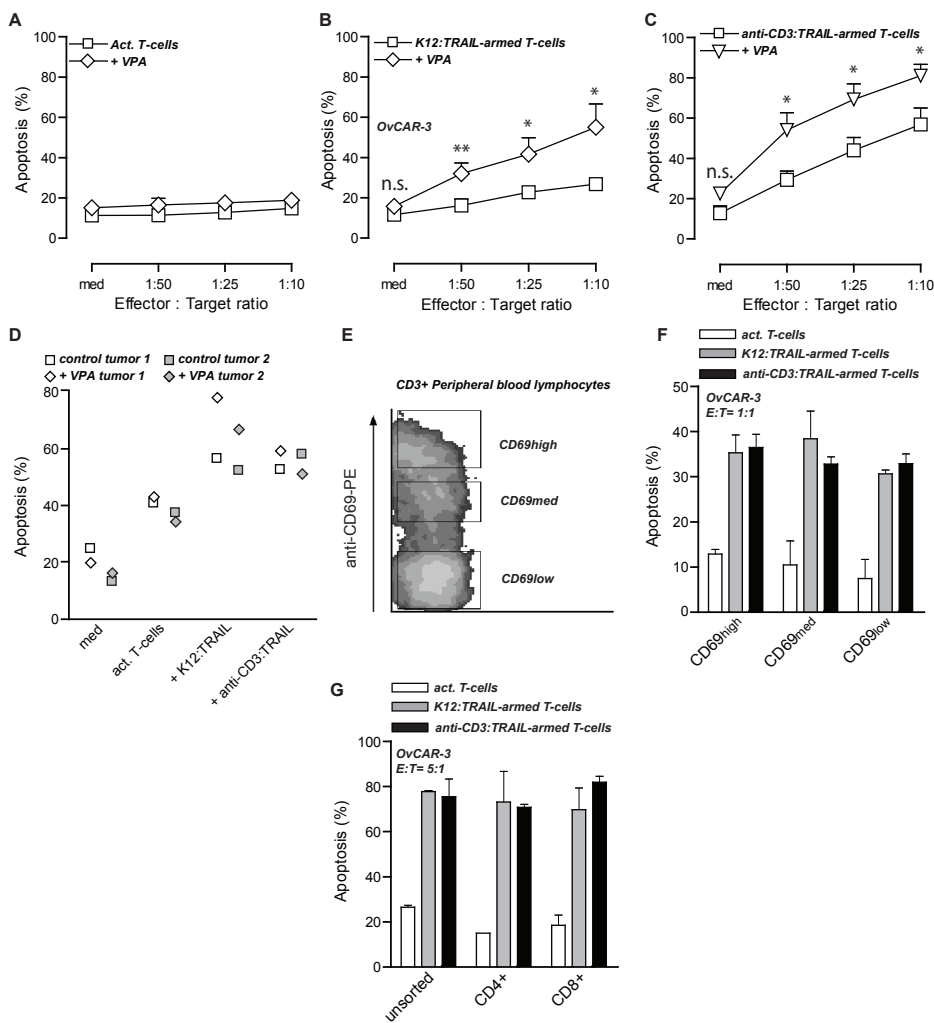 A
Act. T-cells
+ VPA
100
80
60
40
20
0
Apoptosis (%)
med 1:50 1:25 1:10
Effector : Target ratio
B
K12:TRAIL-armed T-cells
+ VPA
100
80
60
40
20
0
Apoptosis (%)
OvCAR-3
n.s. ** * *
med 1:50 1:25 1:10
Effector : Target ratio
C
anti-CD3:TRAIL-armed T-cells
+ VPA
100
80
60
40
20
0
Apoptosis (%)
n.s. * * *
med 1:50 1:25 1:10
Effector : Target ratio
D
control tumor 1 control tumor 2
+ VPA tumor 1 + VPA tumor 2
80
60
40
20
0
Apoptosis (%)
med
act. T-cells
+ K12:TRAIL
+ anti-CD3:TRAIL
E
CD3+ Peripheral blood lymphocytes
anti-CD69-PE
CD69high
CD69med
CD69low
F
act. T-cells
K12:TRAIL-armed T-cells
anti-CD3:TRAIL-armed T-cells
50
40
30
20
10
0
Apoptosis (%)
OvCAR-3
E:T= 1:1
CD69high
CD69med
CD69low
G
act. T-cells
K12:TRAIL-armed T-cells
anti-CD3:TRAIL-armed T-cells
100
80
60
40
20
0
Apoptosis (%)
OvCAR-3
E:T= 5:1
unsorted
CD4+
CD8+